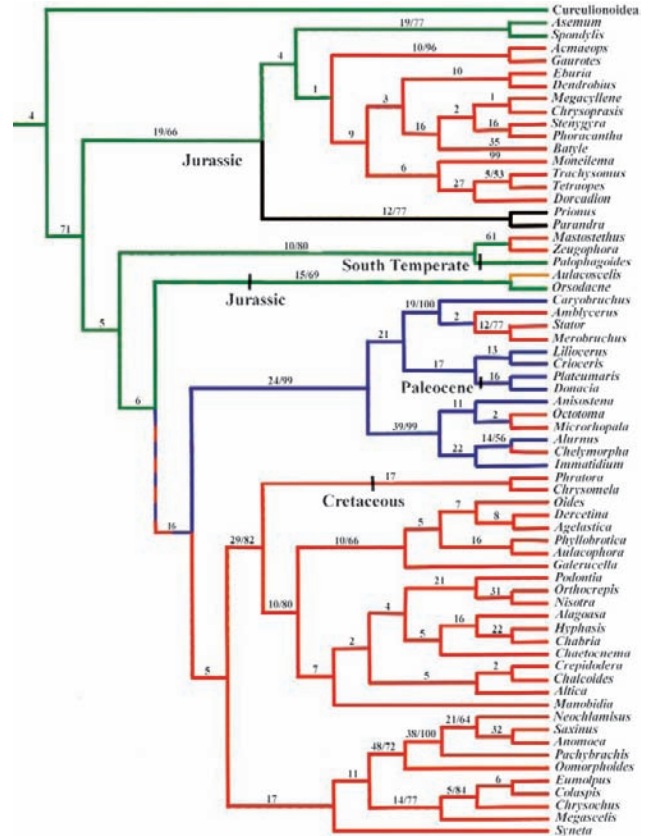 Curculionoidea
19/77
Asemum
Spondylis
4
10/96
Acmaeops
Gaurotes
1
10
Eburia
Dendrobius
3
1
Megacyllene
Chrysoprasis
2
16
Stenygra
Phoracantha
16
35
Batyle
9
4
99
Moneilema
6
5/53
Trachysomus
Tetraopes
27
Dorcadion
19/66
Jurassic
12/77
Prionus
Parandra
71
61
Mastostethus
Zeugophora
10/80
South Temperate
Palophagoides
15/69
Aulacoscelis
Orsodacne
Jurassic
5
19/100
Caryobruchus
2
Amblycerus
12/77
Stator
Merobruchus
21
13
Liliocerus
Crioceris
17
16
Plateumaris
Donacia
Paleocene
24/99
11
Anisostena
2
Octotoma
Microrhopala
39/99
14/56
Alurnus
Chelymorpha
22
Immatidium
6
17
Phratora
Chrysomela
Cretaceous
16
7
Oides
8
Dercetina
Agelastica
5
29/82
10/66
16
Phyllobrotica
Aulacophora
Galerucella
21
Podontia
31
Orthocrepis
Nisotra
10/80
4
16
Alagoasa
22
Hyphasis
Chabria
5
Chaetocnema
2
2
Crepidodera
Chalcoides
5
Altica
7
Manobidia
5
21/64
Neochlamisus
32
Saxinus
Anomoea
38/100
Pachybrachis
48/72
Oomorphoides
11
6
Eumolpus
Colaspis
5/84
Chrysochus
14/77
Megascelis
17
Syneta